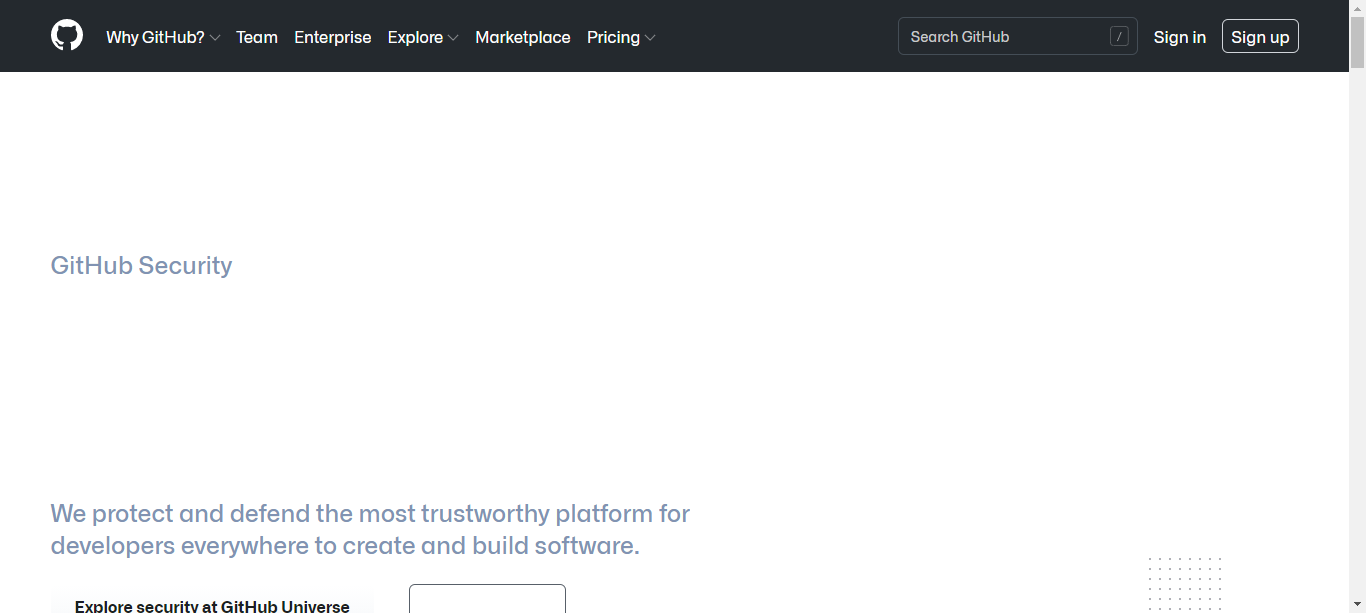 Why GitHub? Team Enterprise Explore Marketplace Pricing Search GitHub / Sign in Sign up
GitHub Security
We protect and defend the most trustworthy platform for
developers everywhere to create and build software.
Explore security at GitHub Universe